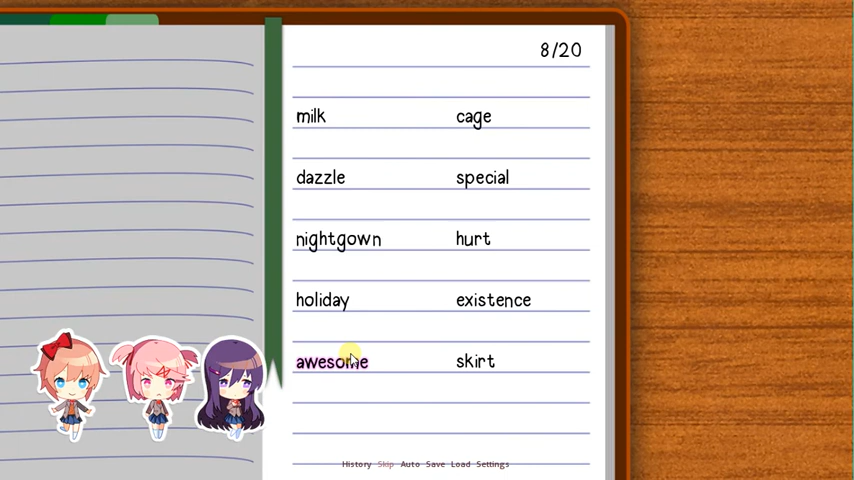 8/20
milk cage
dazzle special
nightgown hurt
holiday existence
awesome skirt
History Skip Auto Save Load Settings